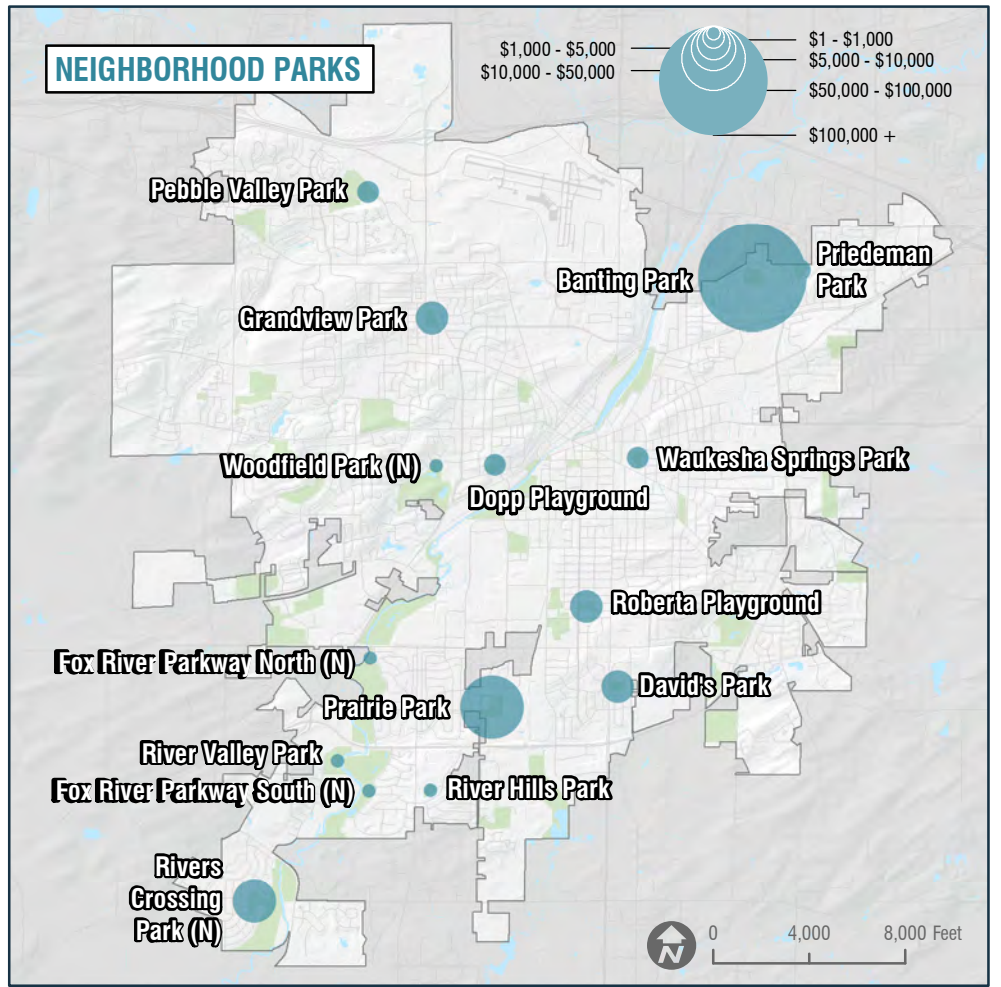 NEIGHBORHOOD PARKS
$1,000 - $5,000
$10,000 - $50,000
$1 - $1,000
$5,000 - $10,000
$50,000 - $100,000
$100,000 +
Pebble Valley Park
Banting Park
Priedeman
Park
Grandview Park
Woodfield Park (N)
Dopp Playground
Waukesha Springs Park
Roberta Playground
Fox River Parkway North (N)
Prairie Park
David's Park
River Valley Park
Fox River Parkway South (N)
River Hills Park
Rivers
Crossing
Park (N)
N
0 4,000 8,000 Feet